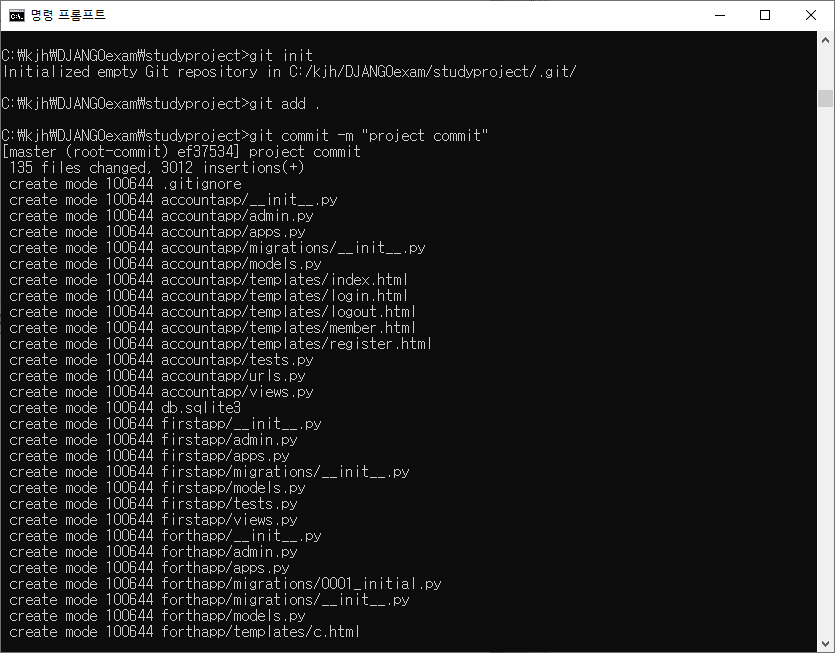 명령 프롬프트
C:₩kjh₩DJANGOexam₩studyproject>git init
Initialized empty Git repository in C:/kjh/DJANGOexam/studyproject/.git/
C:₩kjh₩DJANGOexam₩studyproject>git add .
C:₩kjh₩DJANGOexam₩studyproject>git commit -m "project commit"
[master (root-commit) ef37534] project commit
 135 files changed, 3012 insertions(+)
 create mode 100644 .gitignore
 create mode 100644 accountapp/__init__.py
 create mode 100644 accountapp/admin.py
 create mode 100644 accountapp/apps.py
 create mode 100644 accountapp/migrations/__init__.py
 create mode 100644 accountapp/models.py
 create mode 100644 accountapp/templates/index.html
 create mode 100644 accountapp/templates/login.html
 create mode 100644 accountapp/templates/logout.html
 create mode 100644 accountapp/templates/member.html
 create mode 100644 accountapp/templates/register.html
 create mode 100644 accountapp/tests.py
 create mode 100644 accountapp/urls.py
 create mode 100644 accountapp/views.py
 create mode 100644 db.sqlite3
 create mode 100644 firstapp/__init__.py
 create mode 100644 firstapp/admin.py
 create mode 100644 firstapp/apps.py
 create mode 100644 firstapp/migrations/__init__.py
 create mode 100644 firstapp/models.py
 create mode 100644 firstapp/tests.py
 create mode 100644 firstapp/views.py
 create mode 100644 forthapp/__init__.py
 create mode 100644 forthapp/admin.py
 create mode 100644 forthapp/apps.py
 create mode 100644 forthapp/migrations/0001_initial.py
 create mode 100644 forthapp/migrations/__init__.py
 create mode 100644 forthapp/models.py
 create mode 100644 forthapp/templates/c.html